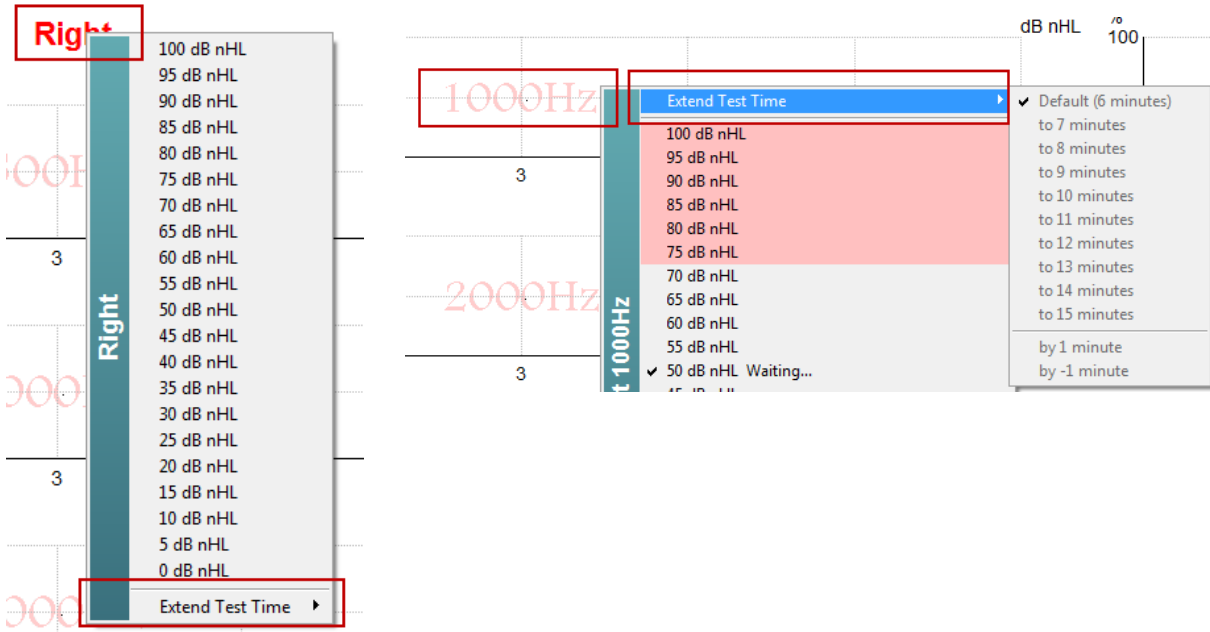 Right
100 dB nHL
95 dB nHL
90 dB nHL
85 dB nHL
80 dB nHL
75 dB nHL
70 dB nHL
65 dB nHL
60 dB nHL
55 dB nHL
50 dB nHL
45 dB nHL
40 dB nHL
35 dB nHL
30 dB nHL
25 dB nHL
20 dB nHL
15 dB nHL
10 dB nHL
5 dB nHL
0 dB nHL
Extend Test Time
Right
3
3
dB nHL
%
100
1000Hz
3
2000Hz
3
Extend Test Time
100 dB nHL
95 dB nHL
90 dB nHL
85 dB nHL
80 dB nHL
75 dB nHL
70 dB nHL
65 dB nHL
60 dB nHL
55 dB nHL
50 dB nHL Waiting...
1000Hz
Default (6 minutes)
to 7 minutes
to 8 minutes
to 9 minutes
to 10 minutes
to 11 minutes
to 12 minutes
to 13 minutes
to 14 minutes
to 15 minutes
by 1 minute
by -1 minute